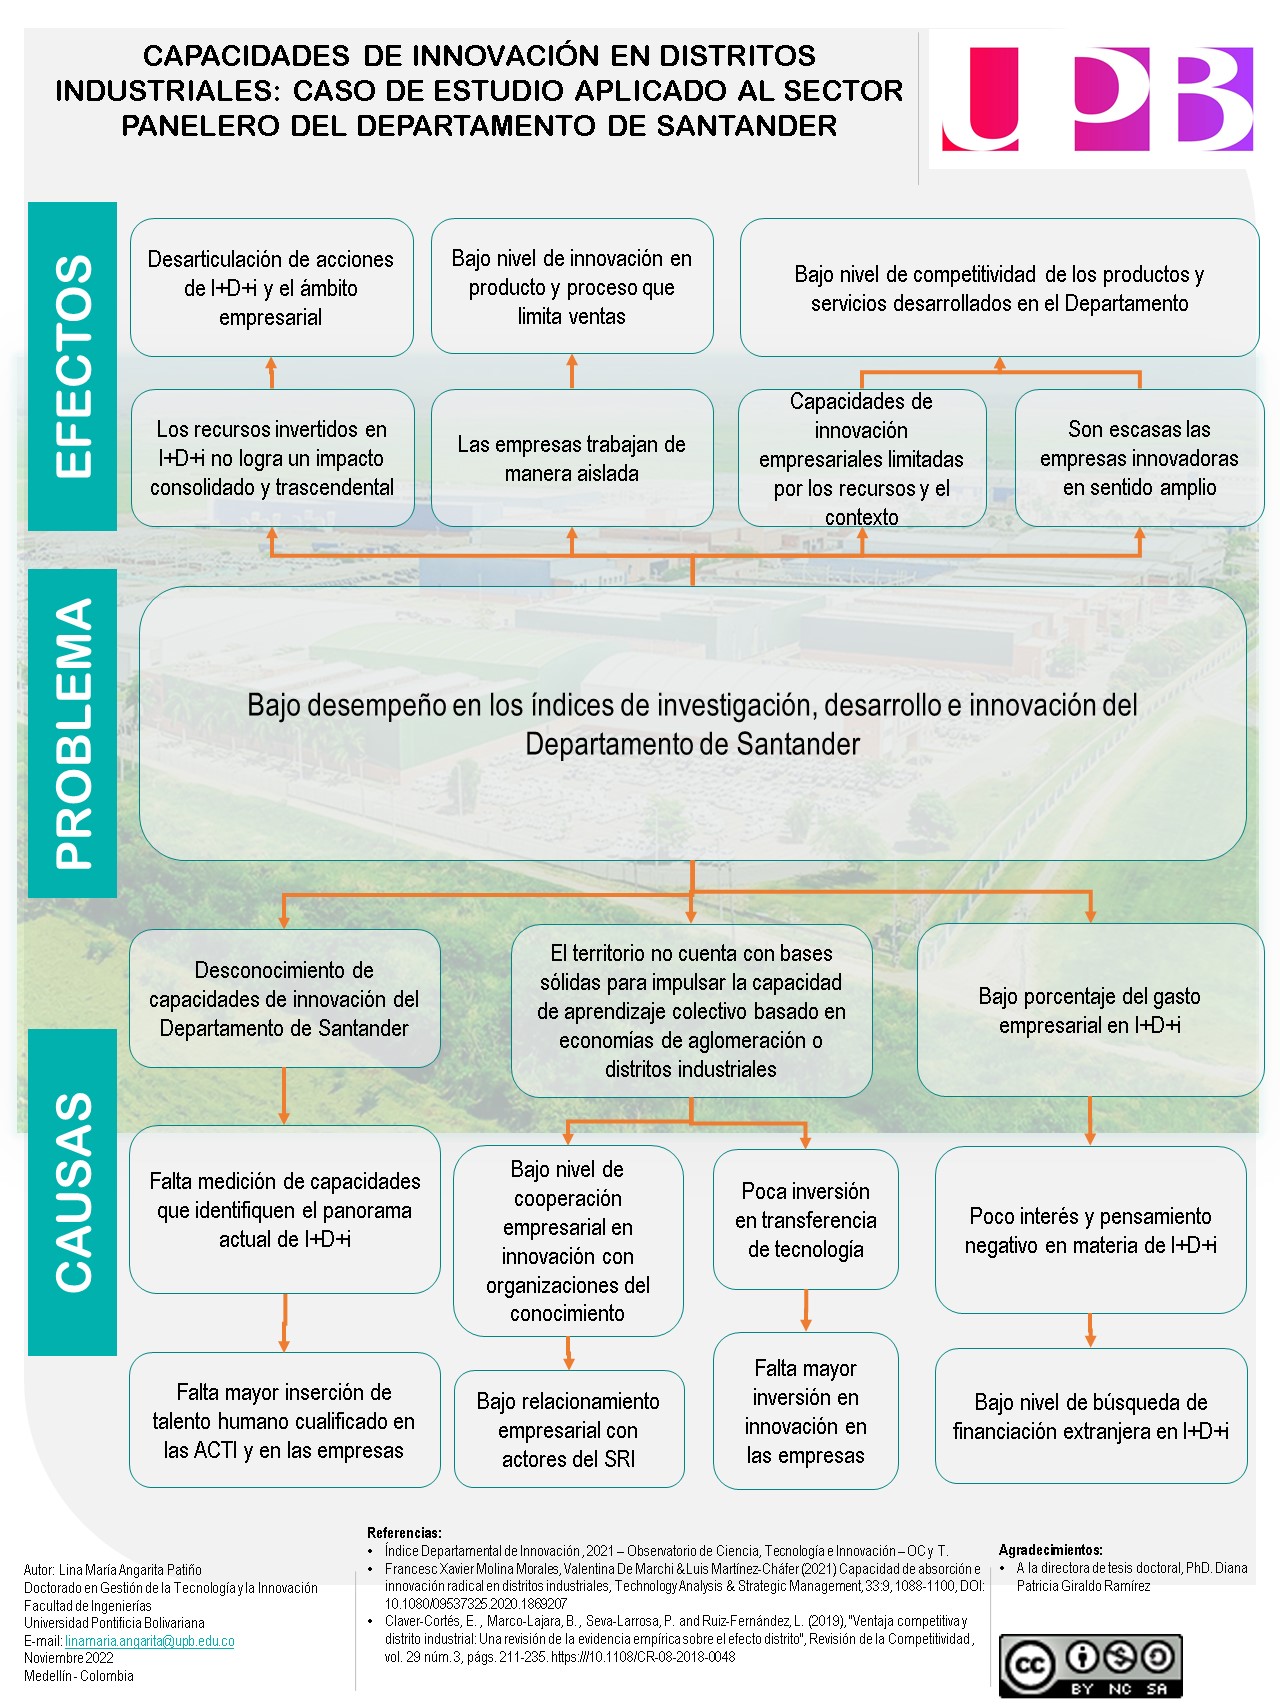 CAPACIDADES DE INNOVACIÓN EN DISTRITOS
INDUSTRIALES: CASO DE ESTUDIO APLICADO AL SECTOR
PANELERO DEL DEPARTAMENTO DE SANTANDER
UPB
EFECTOS
Desarticulación de acciones
de I+D+i y el ámbito
empresarial
Bajo nivel de innovación en
producto y proceso que
limita ventas
Bajo nivel de competitividad de los productos y
servicios desarrollados en el Departamento
Los recursos invertidos en
I+D+i no logra un impacto
consolidado y trascendental
Las empresas trabajan de
manera aislada
Capacidades de
innovación
empresariales limitadas
por los recursos y el
contexto
Son escasas las
empresas innovadoras
en sentido amplio
PROBLEMA
Bajo desempeño en los índices de investigación, desarrollo e innovación del
Departamento de Santander
CAUSAS
Desconocimiento de
capacidades de innovación del
Departamento de Santander
El territorio no cuenta con bases
sólidas para impulsar la capacidad
de aprendizaje colectivo basado en
economías de aglomeración o
distritos industriales
Bajo porcentaje del gasto
empresarial en I+D+i
Falta medición de capacidades
que identifiquen el panorama
actual de I+D+i
Bajo nivel de
cooperación
empresarial en
innovación con
organizaciones del
conocimiento
Poca inversión
en transferencia
de tecnología
Poco interés y pensamiento
negativo en materia de I+D+i
Falta mayor inserción de
talento humano cualificado en
las ACTI y en las empresas
Bajo relacionamiento
empresarial con
actores del SRI
Falta mayor
inversión en
innovación en
las empresas
Bajo nivel de búsqueda de
financiación extranjera en I+D+i
Autor: Lina María Angarita Patiño
Doctorado en Gestión de la Tecnología y la Innovación
Facultad de Ingenierías
Universidad Pontificia Bolivariana
E-mail: linamaria.angarita@upb.edu.co
Noviembre 2022
Medellín - Colombia
Referencias:
• Índice Departamental de Innovación, 2021 – Observatorio de Ciencia, Tecnología e Innovación – OC y T.
• Francesc Xavier Molina Morales, Valentina De Marchi & Luis Martínez-Cháfer (2021) Capacidad de absorción e
innovación radical en distritos industriales, Technology Analysis & Strategic Management, 33:9, 1088-1100, DOI:
10.1080/09537325.2020.1869207
• Claver-Cortés, E. , Marco-Lajara, B. , Seva-Larrosa, P. and Ruiz-Fernández, L. (2019), "Ventaja competitiva y
distrito industrial: Una revisión de la evidencia empírica sobre el efecto distrito", Revisión de la Competitividad ,
vol. 29 núm. 3, págs. 211-235. https:///10.1108/CR-08-2018-0048
Agradecimientos:
• A la directora de tesis doctoral, PhD. Diana
Patricia Giraldo Ramírez
cc
BY NC SA